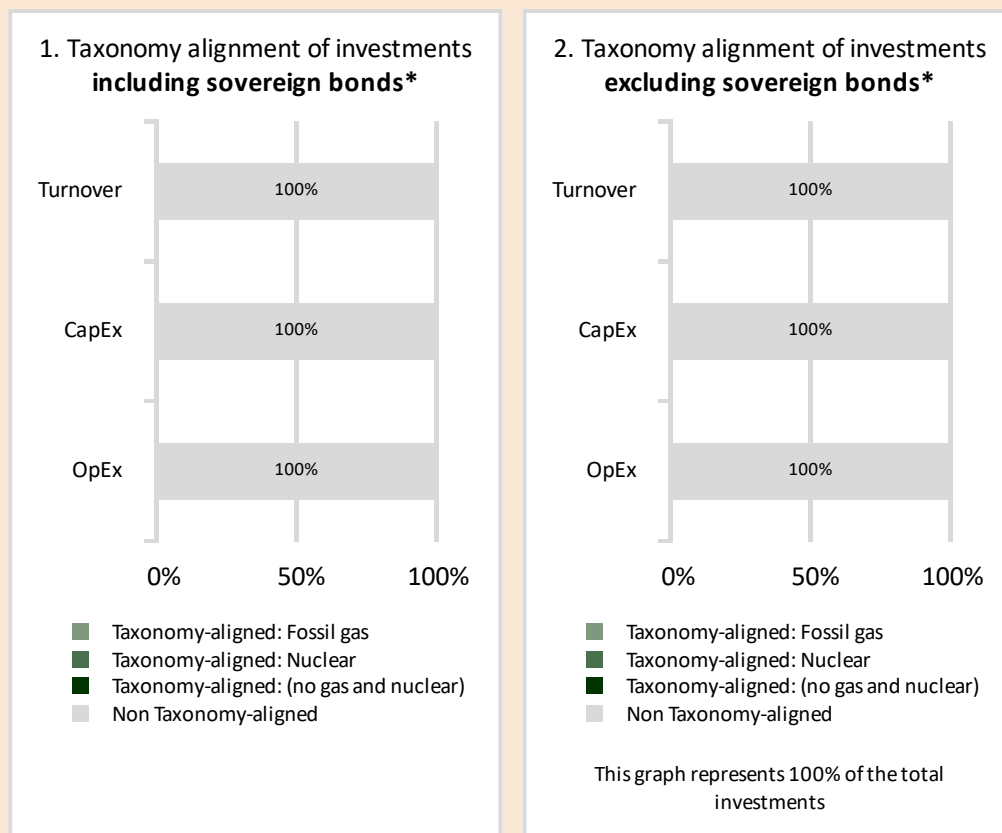 1. Taxonomy alignment of investments
including sovereign bonds*
Turnover
100%
CapEx
100%
OpEx
100%
0%
50%
100%
Taxonomy-aligned: Fossil gas
Taxonomy-aligned: Nuclear
Taxonomy-aligned: (no gas and nuclear)
Non Taxonomy-aligned
2. Taxonomy alignment of investments
excluding sovereign bonds*
Turnover
100%
CapEx
100%
OpEx
100%
0%
50%
100%
Taxonomy-aligned: Fossil gas
Taxonomy-aligned: Nuclear
Taxonomy-aligned: (no gas and nuclear)
Non Taxonomy-aligned
This graph represents 100% of the total
investments